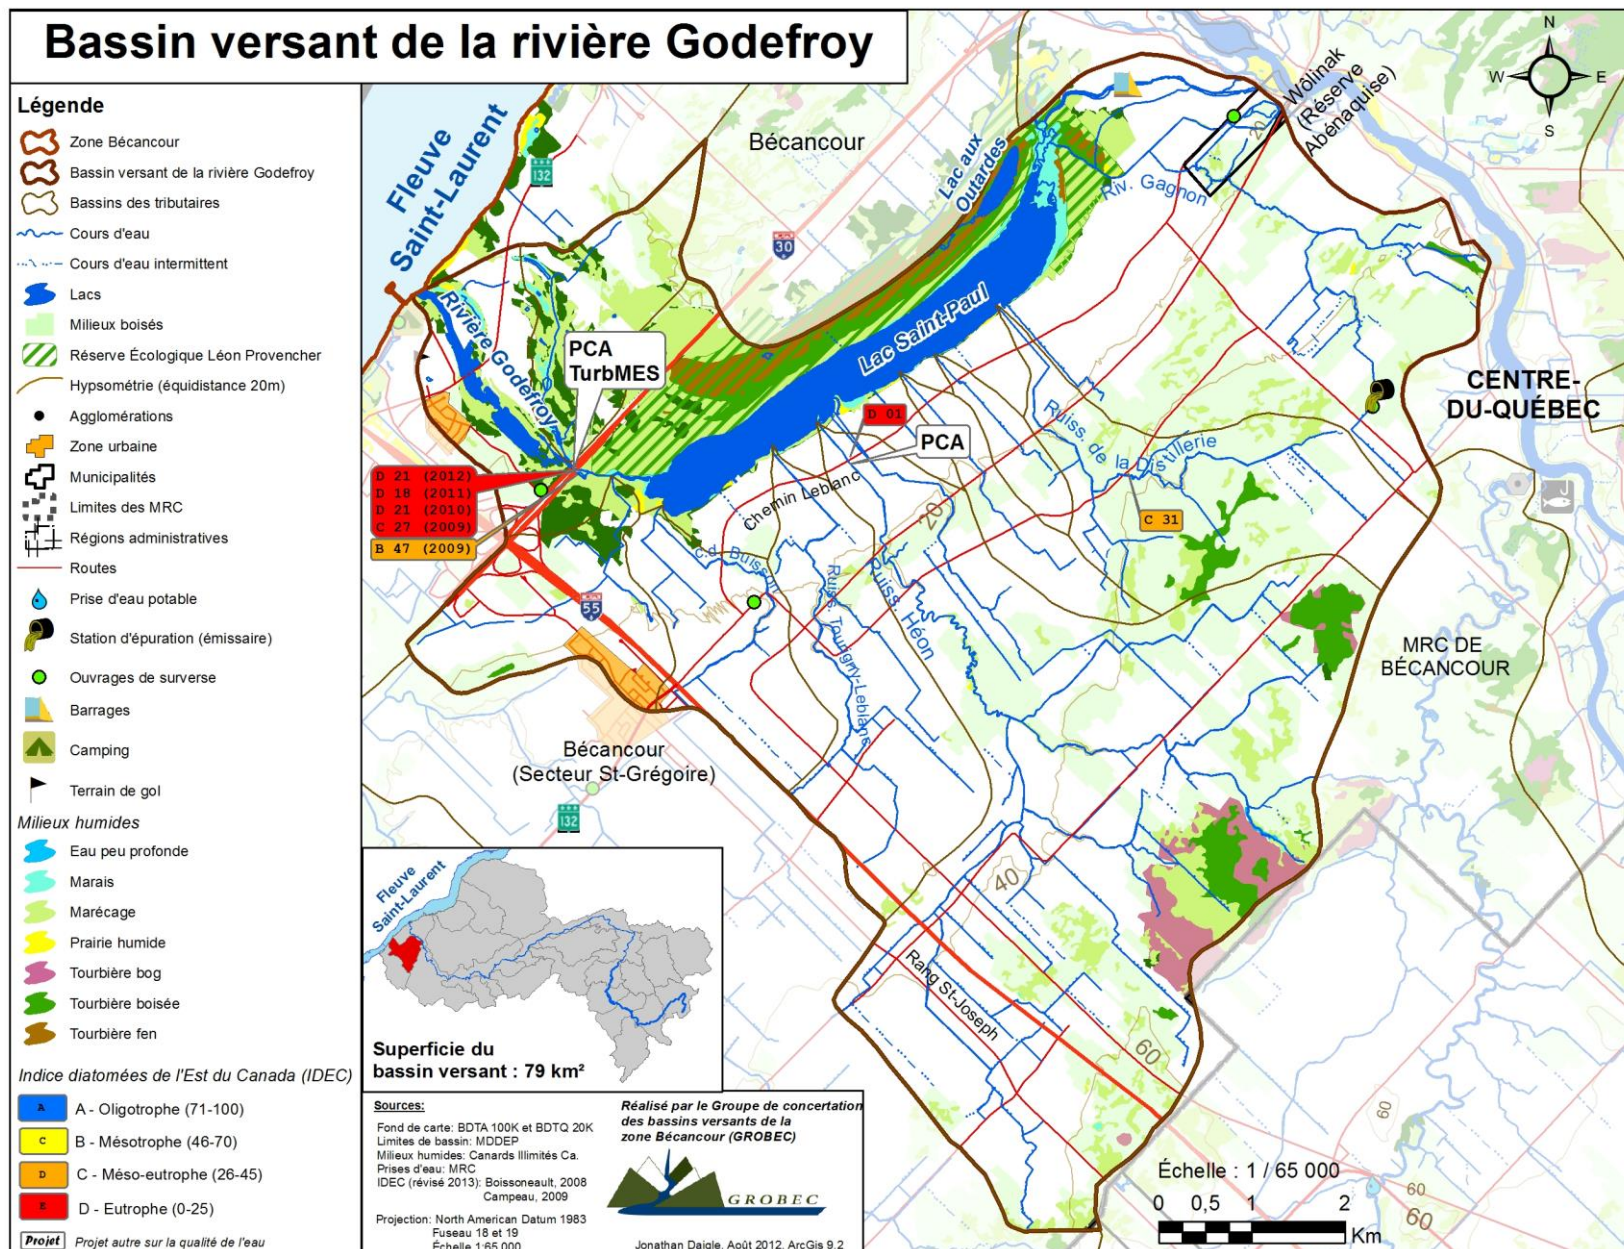 Bassin versant de la rivière Godefroy
Légende
Zone Bécancour
Bassin versant de la rivière Godefroy
Bassins des tributaires
Cours d'eau
Cours d'eau intermittent
Lacs
Milieux boisés
Réserve Écologique Léon Provencher
Hypsométrie (équidistance 20m)
Agglomérations
Zone urbaine
Municipalités
Limites des MRC
Régions administratives
Routes
Prise d'eau potable
Station d'épuration (émissaire)
Ouvrages de surverse
Barrages
Camping
Terrain de gol
Milieux humides
Eau peu profonde
Marais
Marécage
Prairie humide
Tourbière bog
Tourbière boisée
Tourbière fen
Indice diatomées de l'Est du Canada (IDEC)
A
A - Oligotrophe (71-100)
C
B - Mésotrophe (46-70)
D
C - Méso-eutrophe (26-45)
E
D - Eutrophe (0-25)
Projet
Projet autre sur la qualité de l'eau
Fleuve
Saint-Laurent
132
Bécancour
30
Lac aux
Outardes
Wôlinak
(Réserve
Abénaquise)
20
Riv. Gagnon
N
W
E
S
Rivière Godefroy
PCA
TurbMES
Lac Saint-Paul
D 01
PCA
Ruiss. de la Distillerie
CENTRE-
DU-QUÉBEC
D 21 (2012)
D 18 (2011)
D 21 (2010)
C 27 (2009)
B 47 (2009)
Chemin Leblanc
20
C 31
c.d. Buisson
Ruiss. Tourigny-Leblanc
Ruiss. Héon
55
MRC DE
BÉCANCOUR
Bécancour
(Secteur St-Grégoire)
132
40
Rang St-Joseph
60
60
60
60
Fleuve
Saint-Laurent
Superficie du
bassin versant : 79 km²
Sources:
Fond de carte: BDTA 100K et BDTQ 20K
Limites de bassin: MDDEP
Milieux humides: Canards Illimités Ca.
Prises d'eau: MRC
IDEC (révisé 2013): Boissoneault, 2008
Campeau, 2009
Projection: North American Datum 1983
Fuseau 18 et 19
Échelle 1:65 000
Réalisé par le Groupe de concertation
des bassins versants de la
zone Bécancour (GROBEC)
GROBEC
Jonathan Daigle, Août 2012, ArcGis 9.2
Échelle : 1 / 65 000
0 0,5 1 2
Km